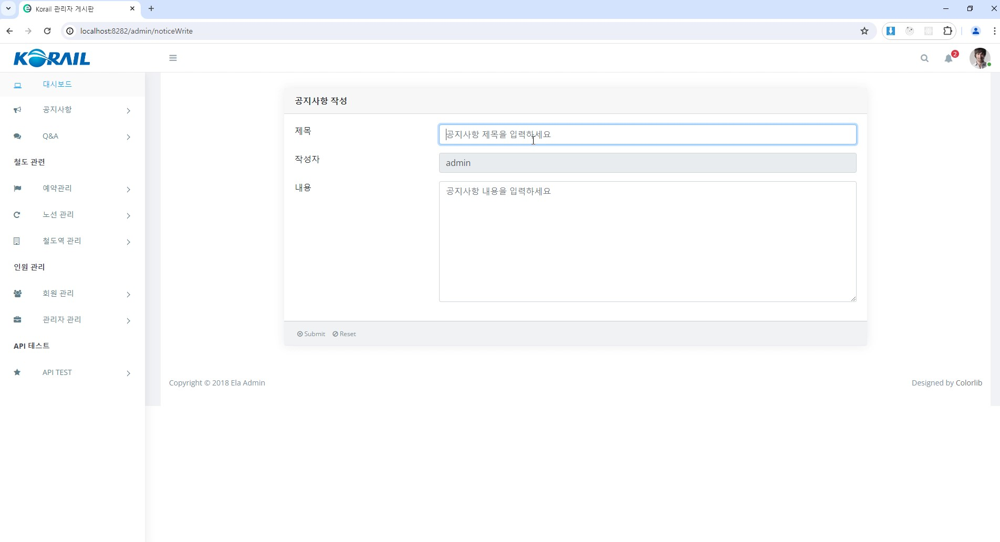 Korail 관리자 게시판
localhost:8282/admin/noticeWrite
KORAIL
2
대시보드
공지사항
Q&A
철도 관련
예약관리
노선 관리
철도역 관리
인원 관리
회원 관리
관리자 관리
API 테스트
API TEST
공지사항 작성
제목
공지사항 제목을 입력하세요
작성자
admin
내용
공지사항 내용을 입력하세요
Submit Reset
Copyright © 2018 Ela Admin
Designed by Colorlib